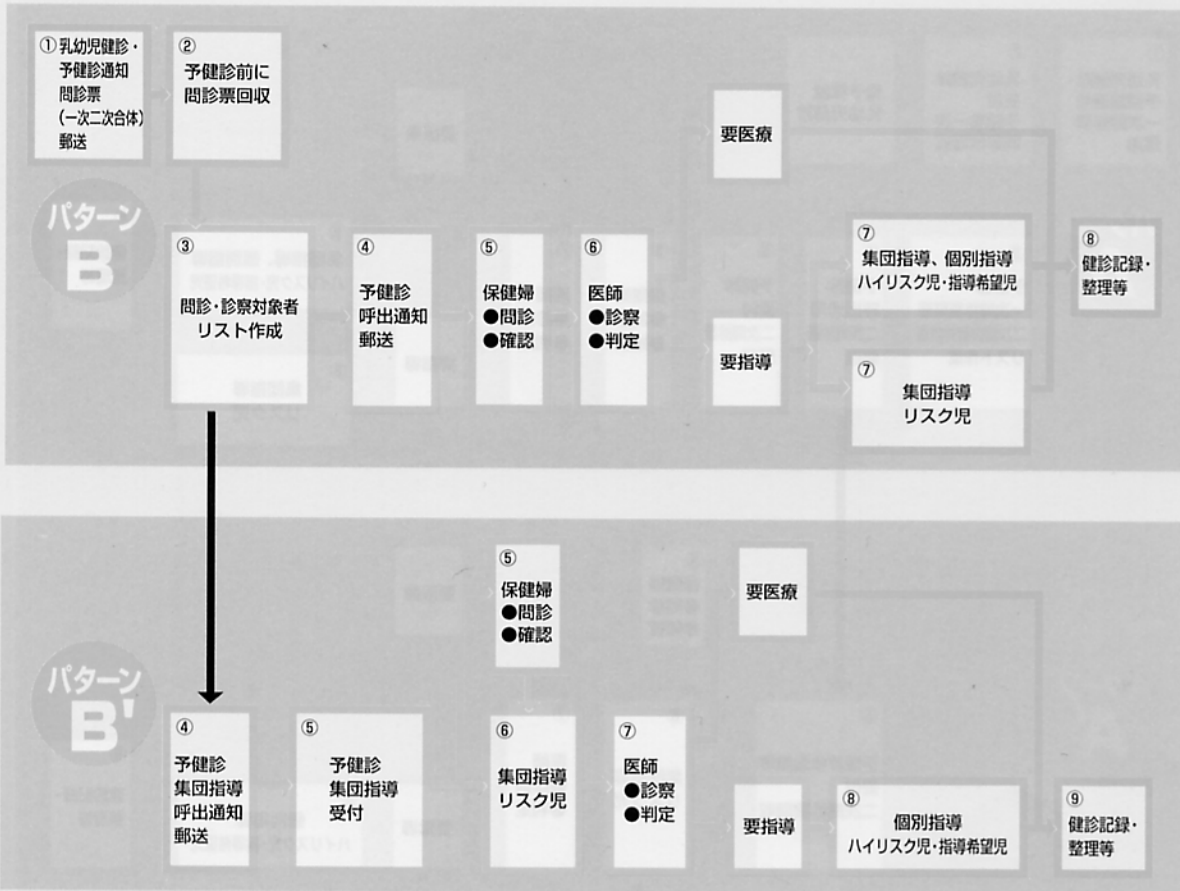 ①乳幼児健診・
予健診通知
問診票
(一次二次合体)
郵送
②
予健診前に
問診票回収
パターン
B
③
問診・診察対象者
リスト作成
④
予健診
呼出通知
郵送
⑤
保健婦
●問診
●確認
⑥
医師
●診察
●判定
要医療
要指導
⑦
集団指導、個別指導
ハイリスク児・指導希望児
⑦
集団指導
リスク児
⑧
健診記録・
整理等
パターン
B'
④
予健診
集団指導
呼出通知
郵送
⑤
予健診
集団指導
受付
⑤
保健婦
●問診
●確認
⑥
集団指導
リスク児
⑦
医師
●診察
●判定
要医療
要指導
⑧
個別指導
ハイリスク児・指導希望児
⑨
健診記録・
整理等